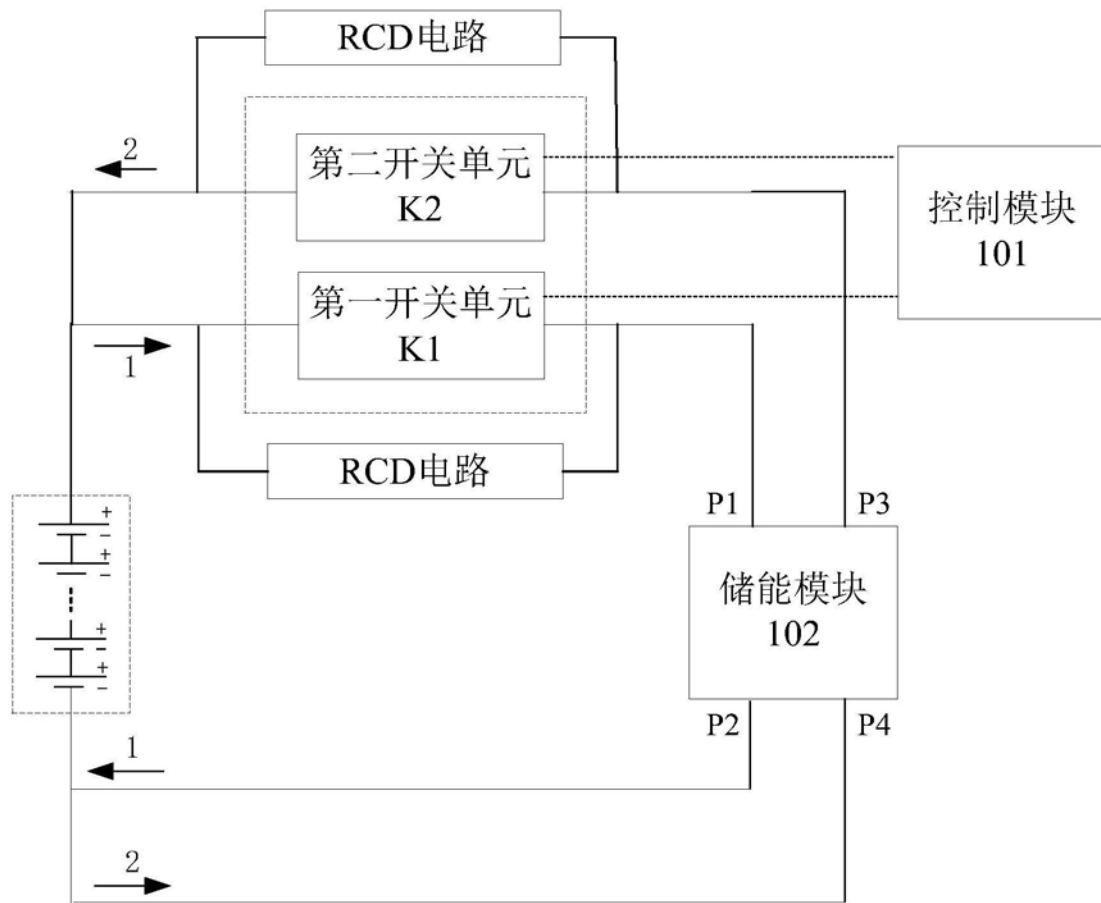 RCD电路
2
第二开关单元
K2
控制模块
101
第一开关单元
K1
1
RCD电路
P1
P3
+
-
+
-
储能模块
102
+
-
+
-
P2
P4
1
2